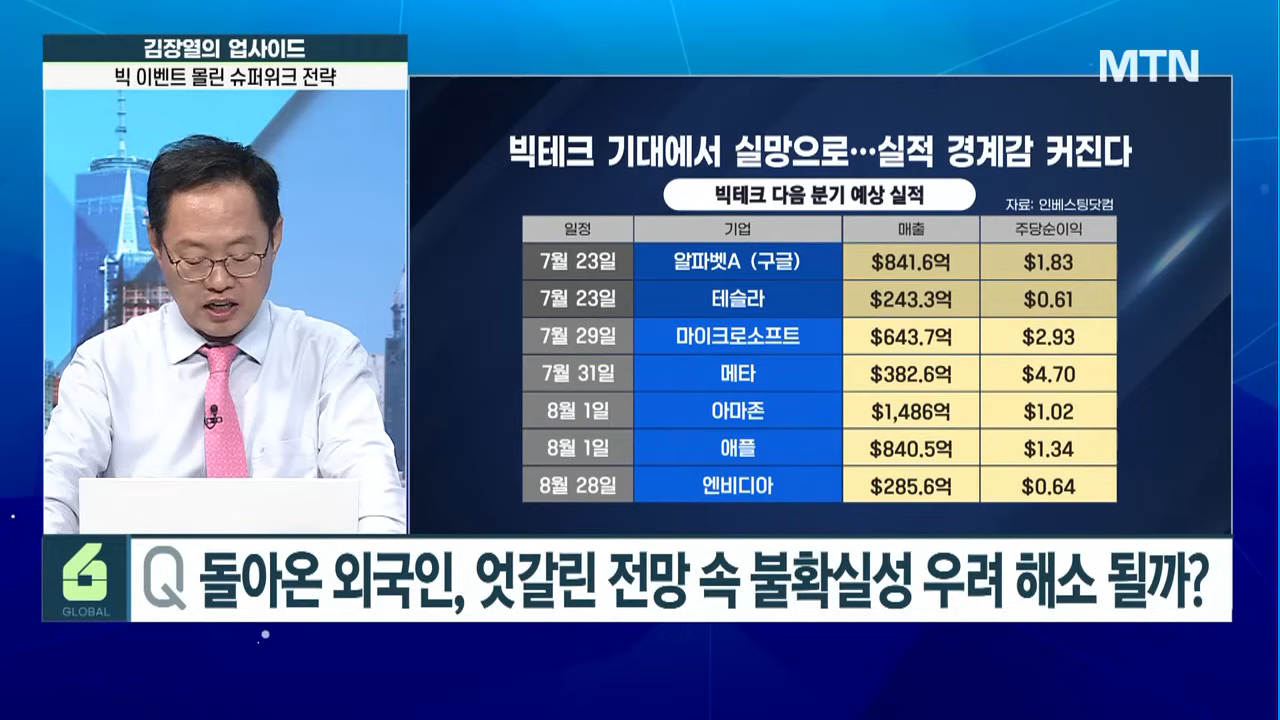 김장열의 업사이드
빅 이벤트 몰린 슈퍼위크 전략
MTN
빅테크 기대에서 실망으로…실적 경계감 커진다
빅테크 다음 분기 예상 실적
자료: 인베스팅닷컴
일정 기업 매출 주당순이익
7월 23일 알파벳A (구글) $841.6억 $1.83
7월 23일 테슬라 $243.3억 $0.61
7월 29일 마이크로소프트 $643.7억 $2.93
7월 31일 메타 $382.6억 $4.70
8월 1일 아마존 $1,486억 $1.02
8월 1일 애플 $840.5억 $1.34
8월 28일 엔비디아 $285.6억 $0.64
GLOBAL
Q 돌아온 외국인, 엇갈린 전망 속 불확실성 우려 해소 될까?